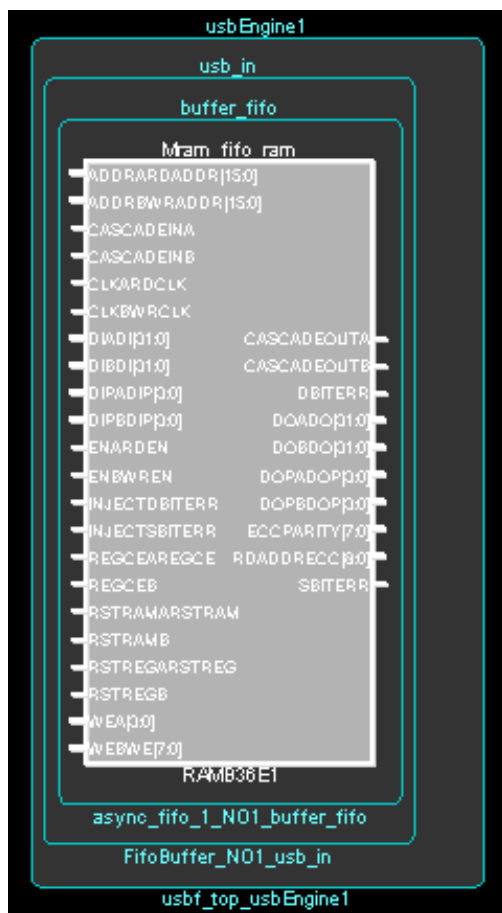 usbEngine1
usb_in
buffer_fifo
Mram_fifo_ram
ADDRARDADDR[15:0]
ADDRBWRADDR[15:0]
CASCADEINA
CASCADEINB
CLKARDCLK
CLKBWRCLK
DIADI[31:0] CASCADEOUTA
DIBDI[31:0] CASCADEOUTB
DIPADIP[3:0] DBITERR
DIPBDIP[3:0] DOADO[31:0]
ENARDEN DOBDO[31:0]
ENBWREN DOPADOP[3:0]
INJECTDBITERR DOPBDOP[3:0]
INJECTSBITERR ECCPARITY[7:0]
REGCEAREGCE RDADDRECC[8:0]
REGCEB SBITERR
RSTRAMARSTRAM
RSTRAMB
RSTREGARSTREG
RSTREGB
WEA[3:0]
WEBWE[7:0]
RAMB36E1
async_fifo_1_NO1_buffer_fifo
FifoBuffer_NO1_usb_in
usbf_top_usbEngine1